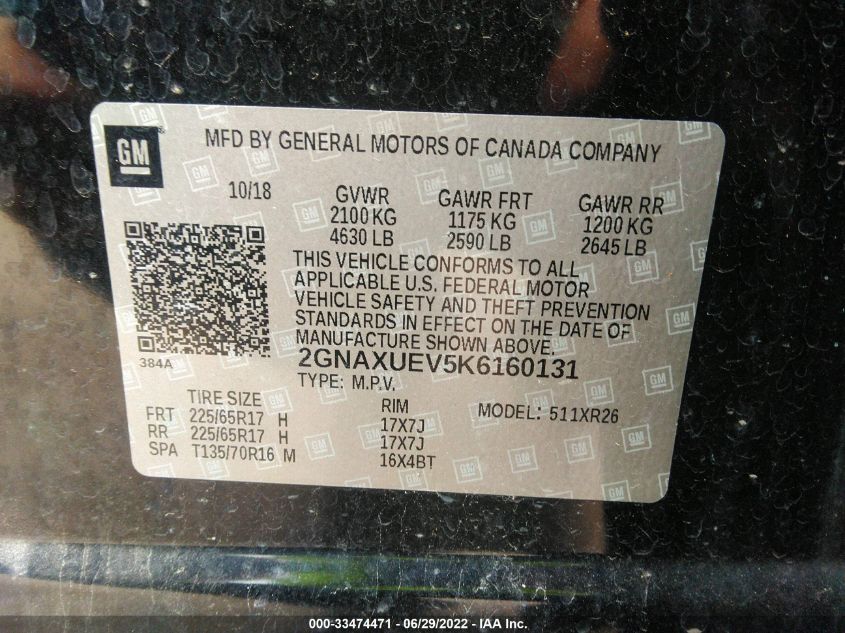 GM
MFD BY GENERAL MOTORS OF CANADA COMPANY
10/18 GVWR GAWR FRT GAWR RR
2100 KG 1175 KG 1200 KG
4630 LB 2590 LB 2645 LB
THIS VEHICLE CONFORMS TO ALL
APPLICABLE U.S. FEDERAL MOTOR
VEHICLE SAFETY AND THEFT PREVENTION
STANDARDS IN EFFECT ON THE DATE OF
MANUFACTURE SHOWN ABOVE.
384A
2GNAXUEV5K6160131
TYPE: M.P.V.
TIRE SIZE RIM MODEL: 511XR26
FRT 225/65R17 H 17X7J
RR 225/65R17 H 17X7J
SPA T135/70R16 M 16X4BT
000-33474471 - 06/29/2022 - IAA Inc.